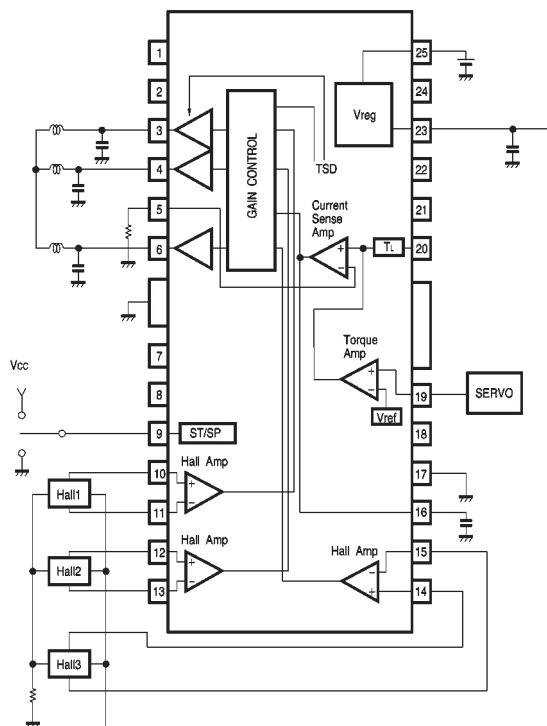 1
25
2
24
Vreg
3
23
GAIN CONTROL
TSD
4
22
5
21
Current
Sense
Amp
+
−
TL
6
20
7
Torque
Amp
+
−
Vref
19
SERVO
Vcc
8
18
9
ST/SP
17
Hall Amp
10
+
−
16
Hall1
11
Hall Amp
12
+
−
15
Hall Amp
−
+
Hall2
13
14
Hall3